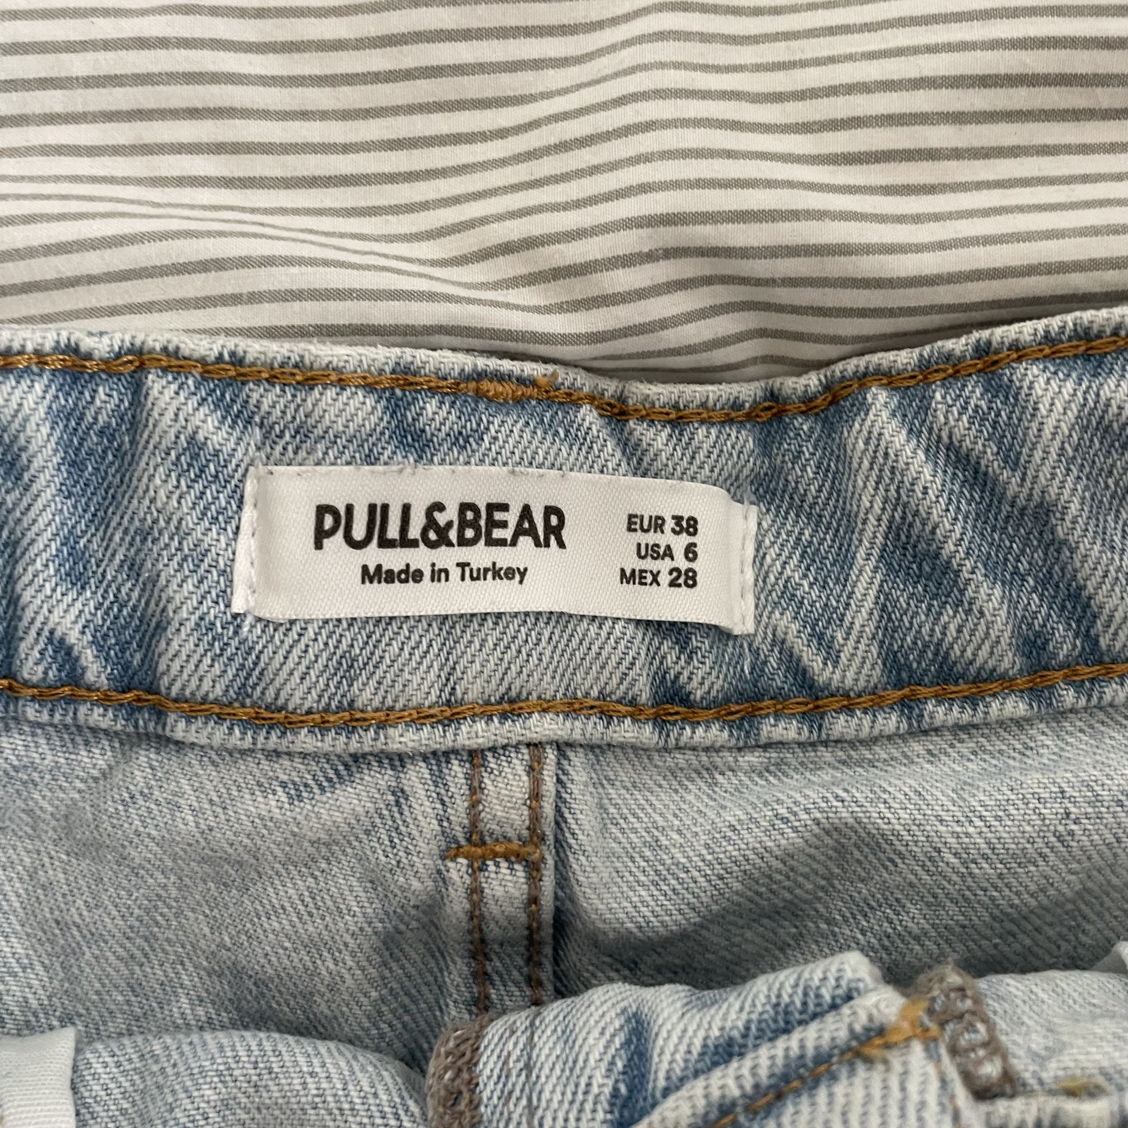 PULL&BEAR
Made in Turkey
EUR 38
USA 6
MEX 28